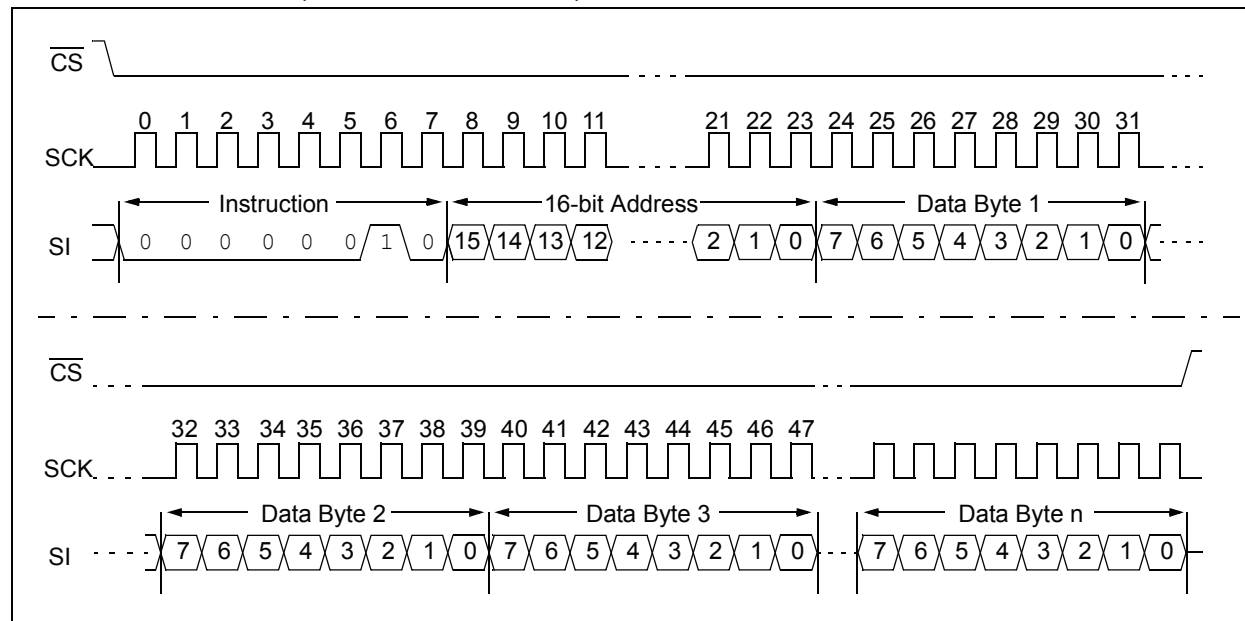 CS
0 1 2 3 4 5 6 7 8 9 10 11 21 22 23 24 25 26 27 28 29 30 31
SCK
Instruction 16-bit Address Data Byte 1
SI 0 0 0 0 0 0 1 0 15 14 13 12 2 1 0 7 6 5 4 3 2 1 0
CS
32 33 34 35 36 37 38 39 40 41 42 43 44 45 46 47
SCK
Data Byte 2 Data Byte 3 Data Byte n
SI 7 6 5 4 3 2 1 0 7 6 5 4 3 2 1 0 7 6 5 4 3 2 1 0